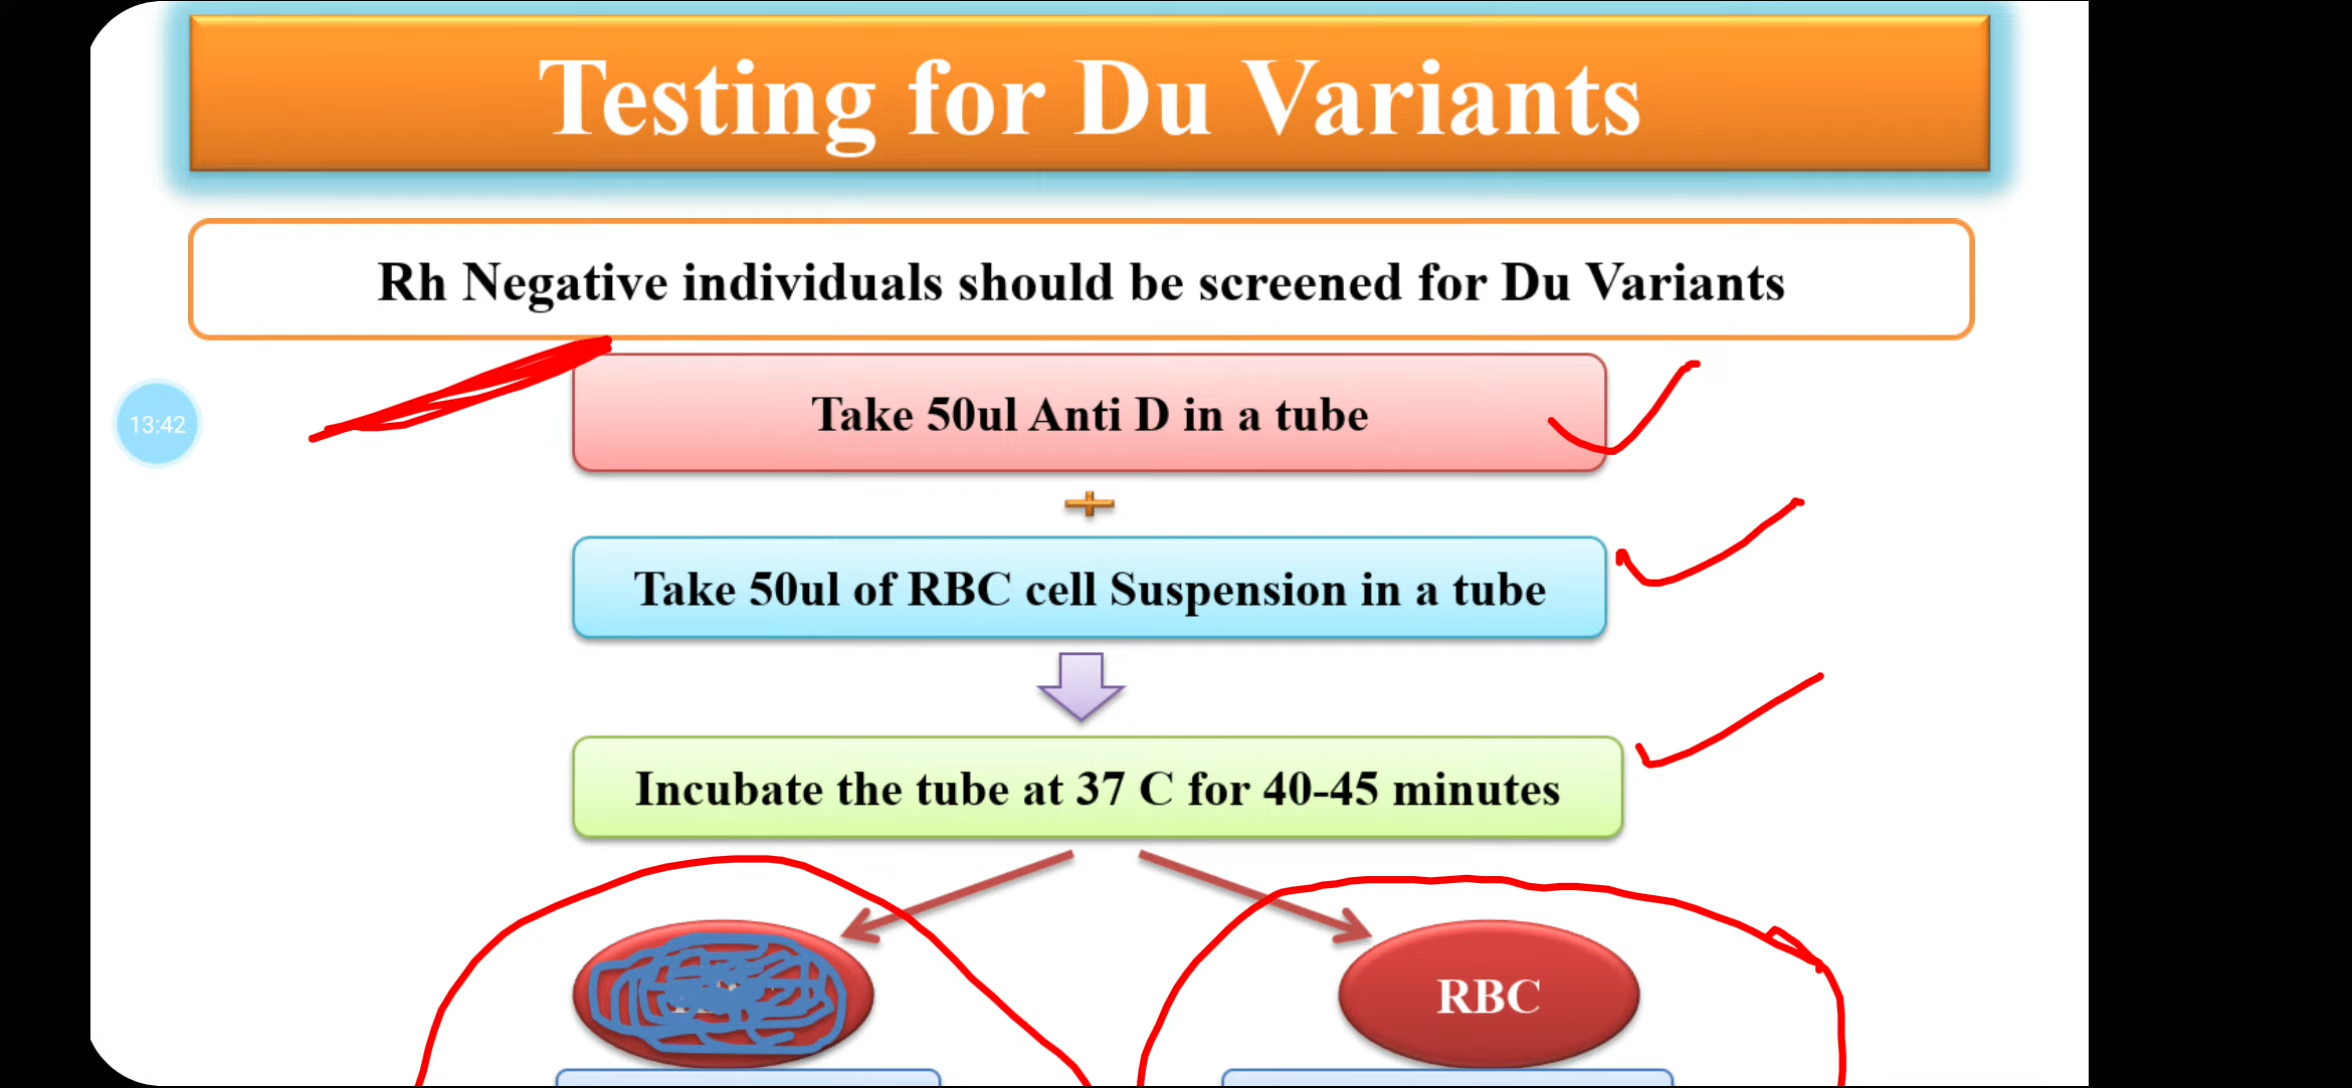 Testing for Du Variants
Rh Negative individuals should be screened for Du Variants
13:42
Take 50ul Anti D in a tube
+
Take 50ul of RBC cell Suspension in a tube
Incubate the tube at 37 C for 40-45 minutes
RBC